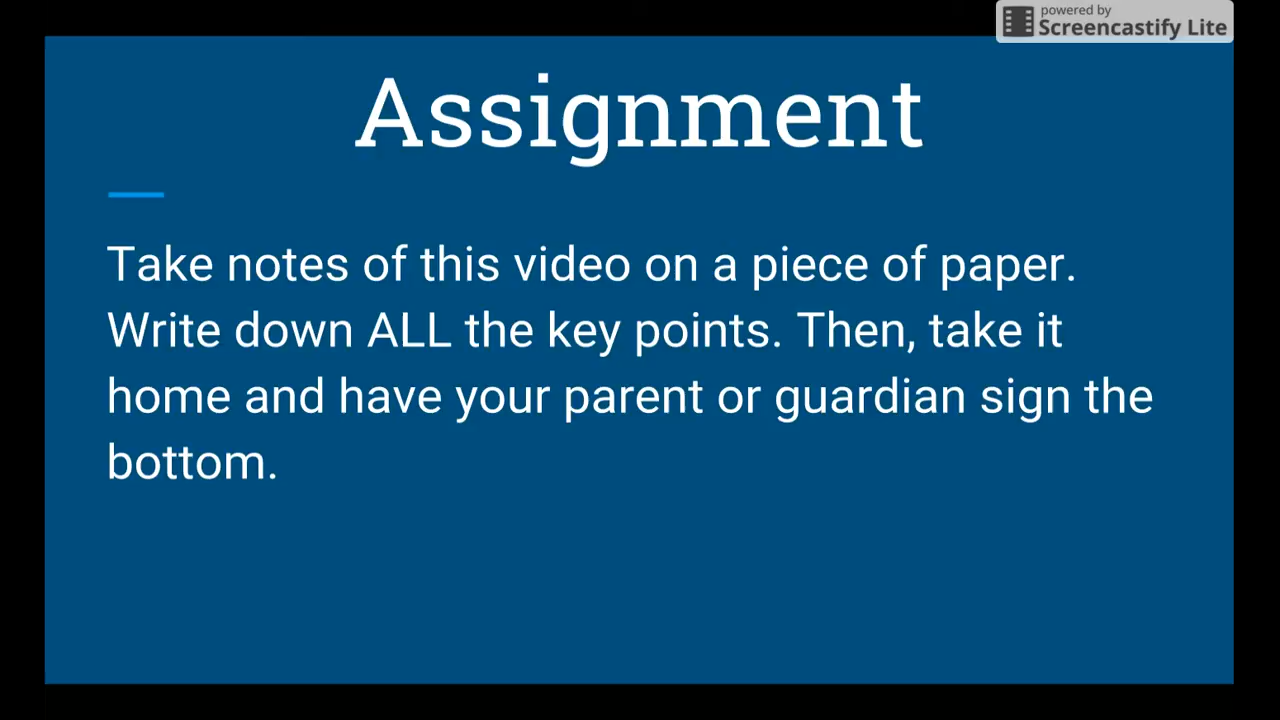 powered by
Screencastify Lite
Assignment
Take notes of this video on a piece of paper.
Write down ALL the key points. Then, take it
home and have your parent or guardian sign the
bottom.